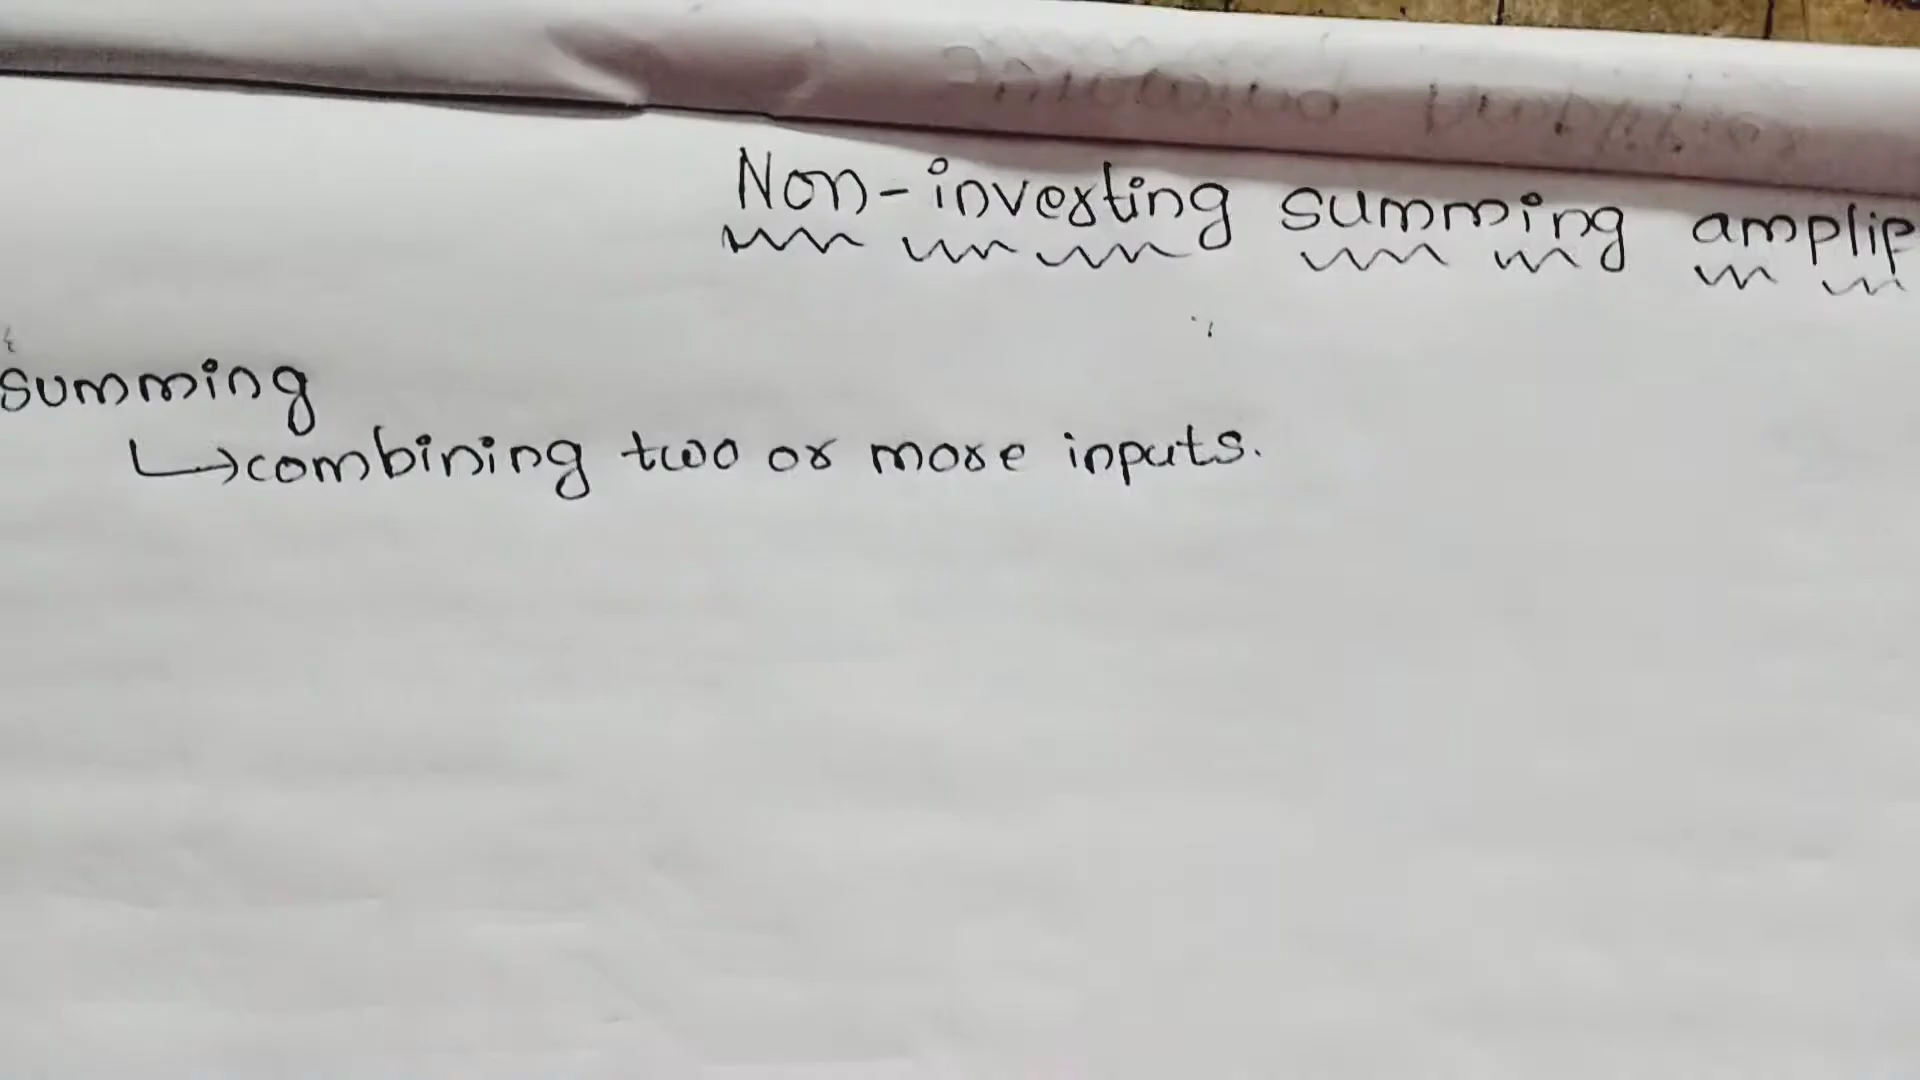 Non-inverting summing amplif
summing
↳combining two or more inputs.